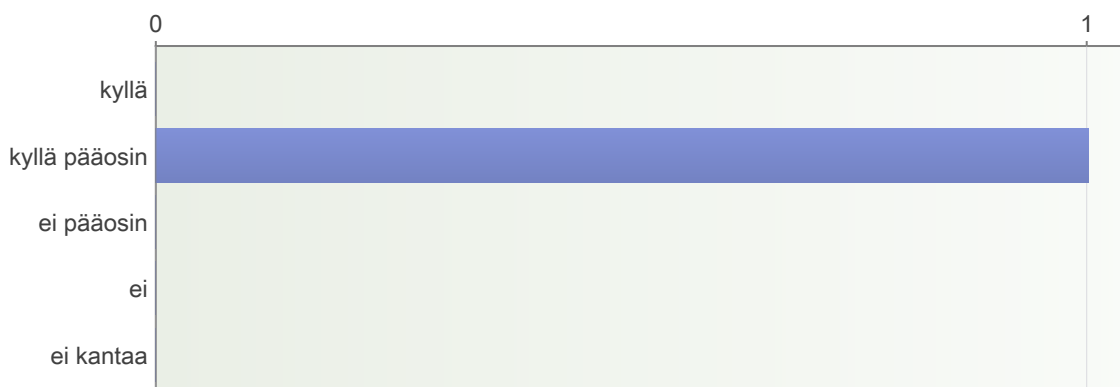 0 1
kyllä
kyllä pääosin
ei pääosin
ei
ei kantaa